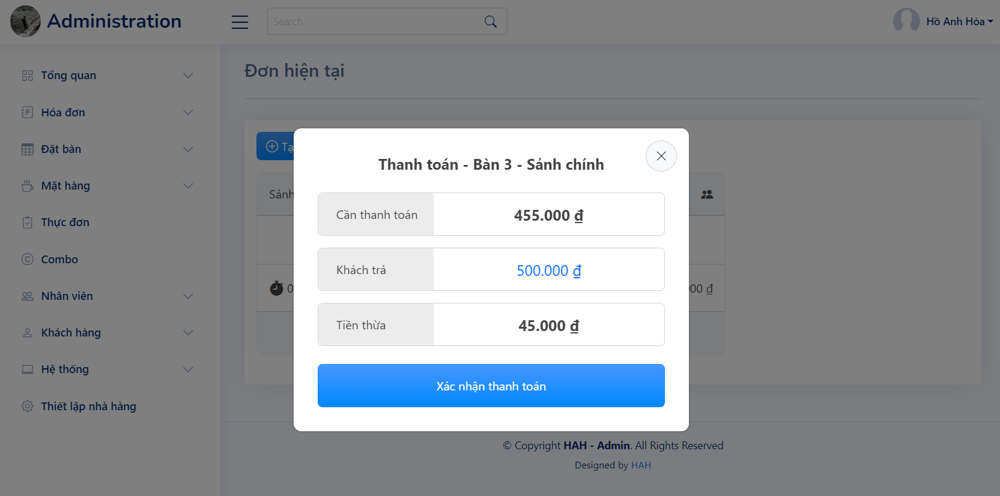 Administration
Search
Hồ Anh Hòa
Tổng quan
Hóa đơn
Đặt bàn
Mặt hàng
Thực đơn
Combo
Nhân viên
Khách hàng
Hệ thống
Thiết lập nhà hàng
Đơn hiện tại
Sảnh
Thanh toán - Bàn 3 - Sảnh chính
Cần thanh toán
455.000 ₫
Khách trả
500.000 ₫
Tiền thừa
45.000 ₫
Xác nhận thanh toán
© Copyright HAH - Admin. All Rights Reserved
Designed by HAH